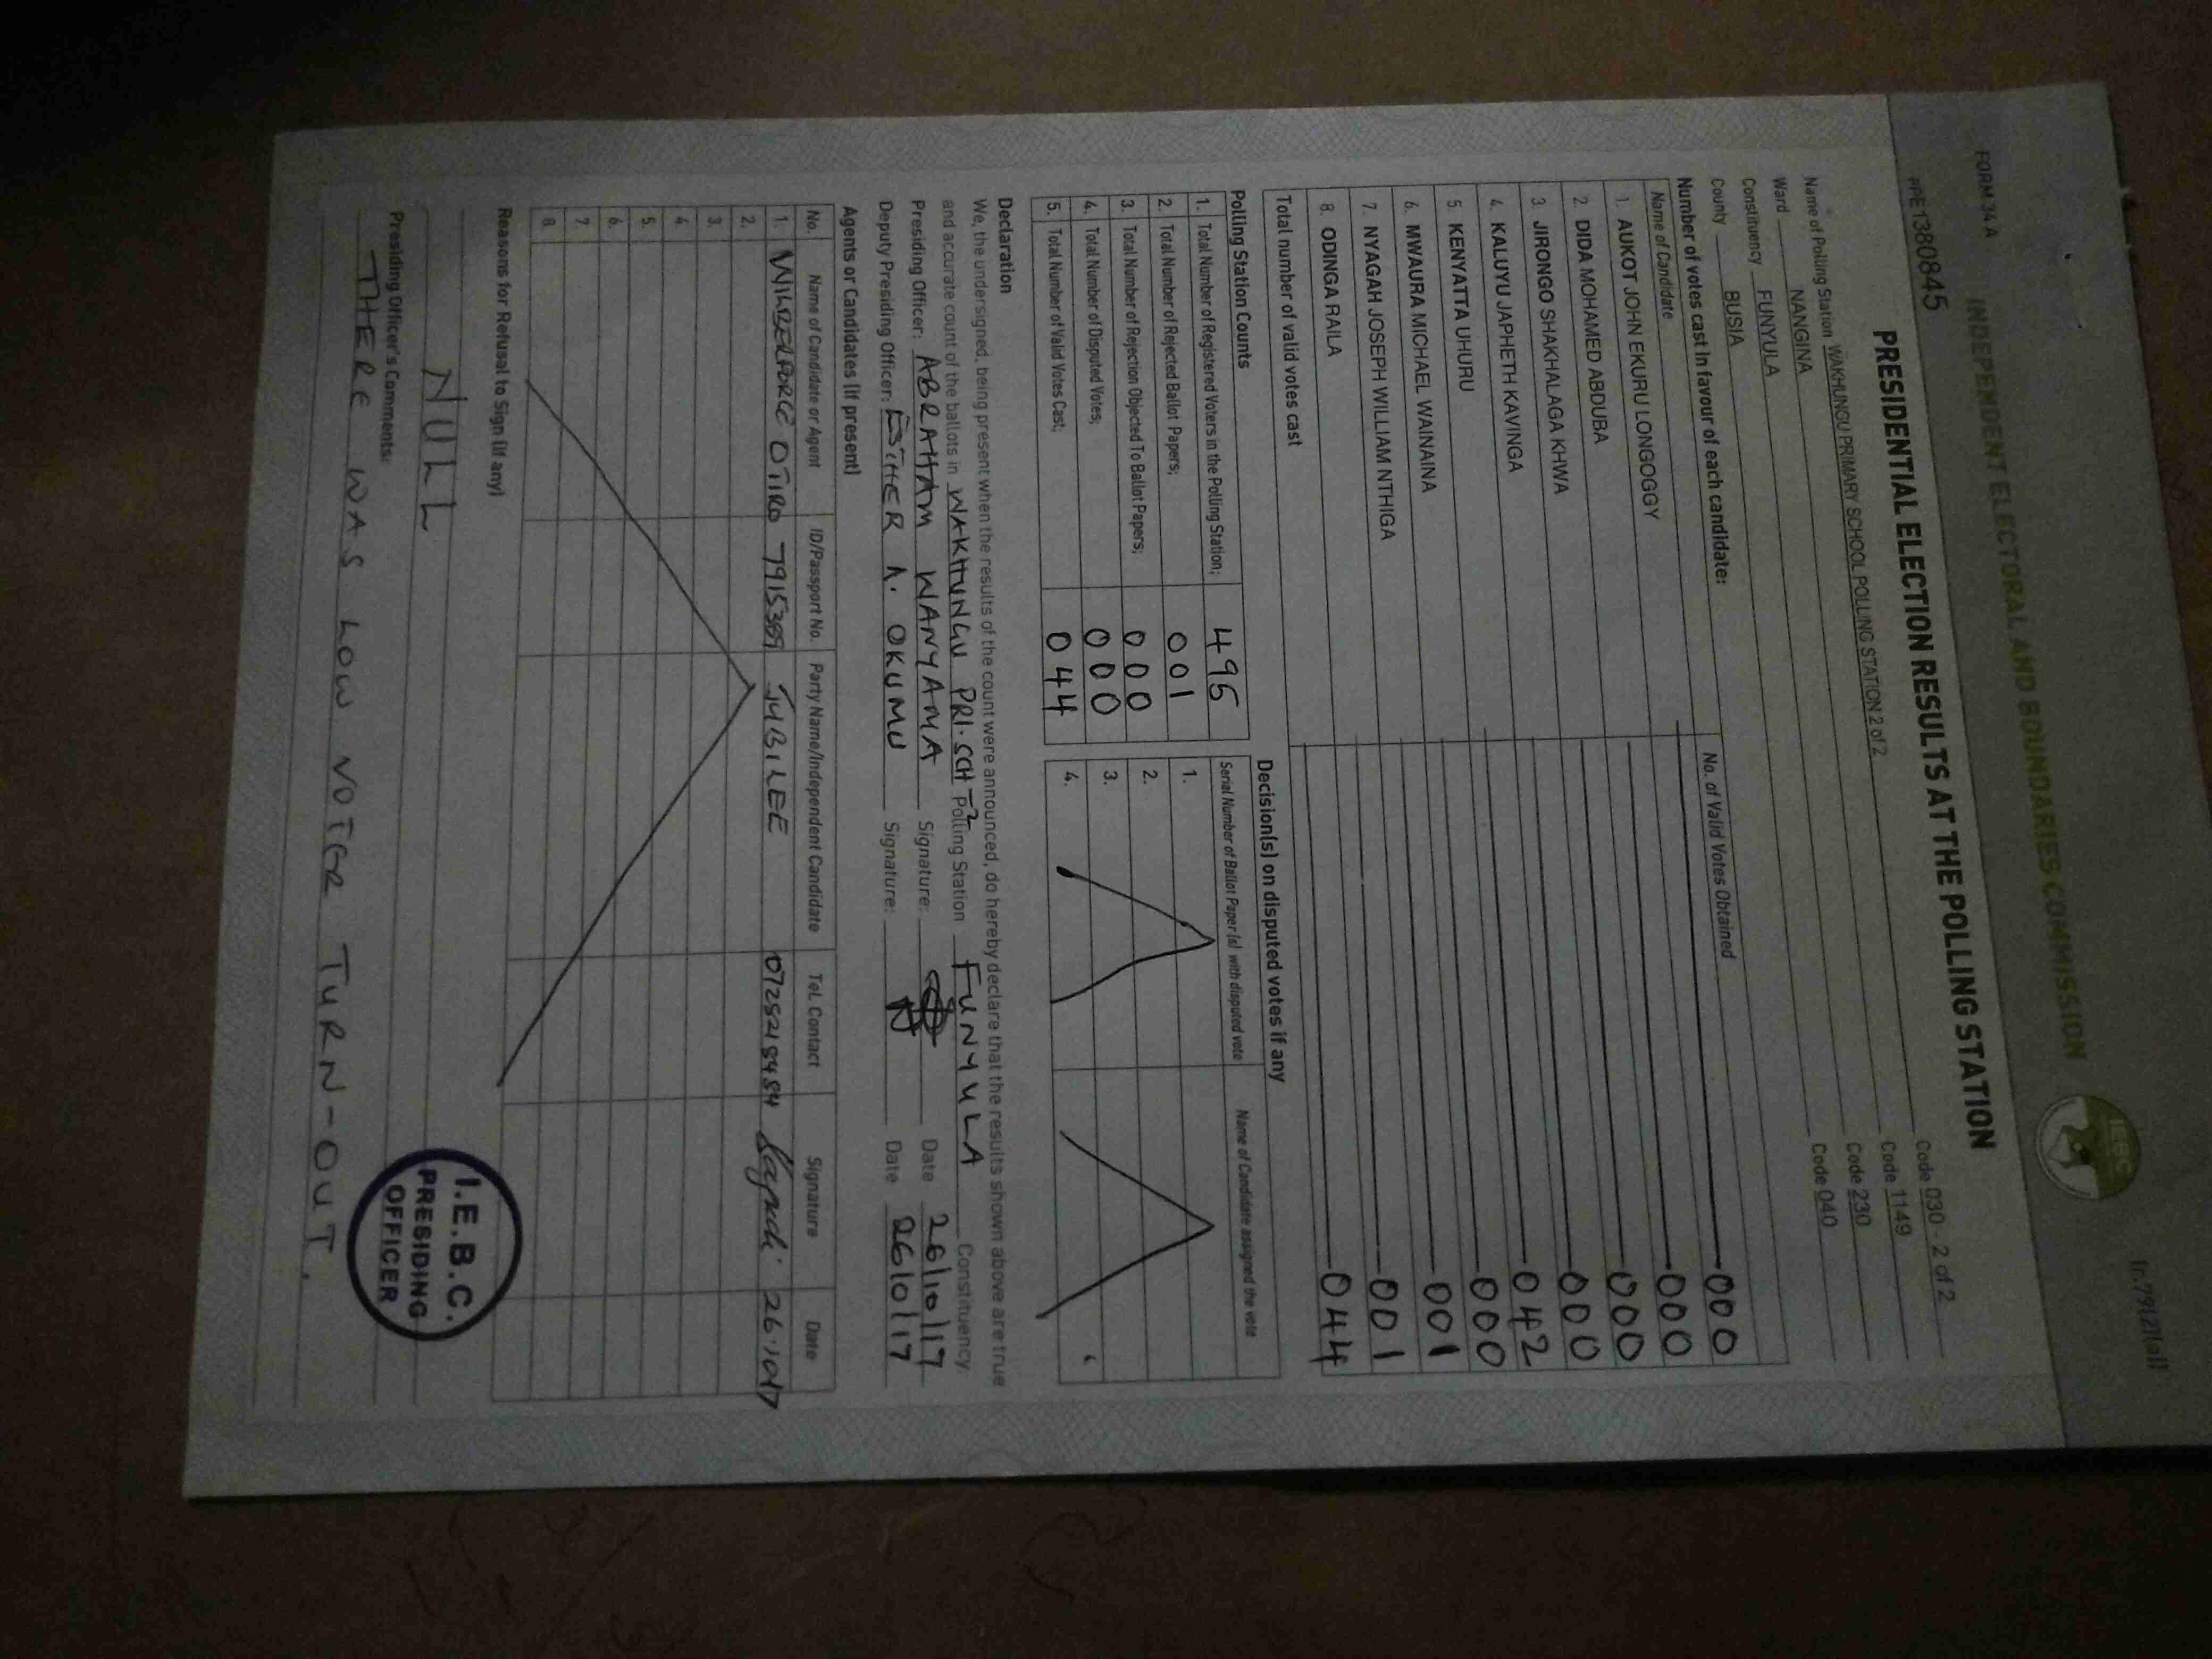 Ir.79(2)(a)
FORM 34 A
INDEPENDENT ELECTORAL AND BOUNDARIES COMMISSION
IEBC
PPE1380845
PRESIDENTIAL ELECTION RESULTS AT THE POLLING STATION
Name of Polling Station WAKHUNGU PRIMARY SCHOOL POLLING STATION 2 of 2 Code 030 - 2 of 2
Ward NANGINA Code 1149
Constituency FUNYULA Code 230
County BUSIA Code 040
Number of votes cast in favour of each candidate:
Name of Candidate No. of Valid Votes Obtained
1. AUKOT JOHN EKURU LONGOGGY 000
2. DIDA MOHAMED ABDUBA 000
3. JIRONGO SHAKHALAGA KHWA 000
4. KALUYU JAPHETH KAVINGA 000
5. KENYATTA UHURU 042
6. MWAURA MICHAEL WAINAINA 000
7. NYAGAH JOSEPH WILLIAM NTHIGA 001
8. ODINGA RAILA 001
Total number of valid votes cast 044
Polling Station Counts
1. Total Number of Registered Voters in the Polling Station; 495
2. Total Number of Rejected Ballot Papers; 001
3. Total Number of Rejection Objected To Ballot Papers; 000
4. Total Number of Disputed Votes; 000
5. Total Number of Valid Votes Cast; 044
Decision(s) on disputed votes if any
Serial Number of Ballot Paper(s) with disputed vote Name of Candidate assigned the vote
1.
2.
3.
4.
Declaration
We, the undersigned, being present when the results of the count were announced, do hereby declare that the results shown above are true
and accurate count of the ballots in WAKHUNGU PRI. SCH -2 Polling Station FUNYULA Constituency.
Presiding Officer: ABRAHAM WANYAMA Signature: Date 26/10/17
Deputy Presiding Officer: ESTHER A. OKUMU Signature: Date 26/10/17
Agents or Candidates (if present)
No. Name of Candidate or Agent ID/Passport No. Party Name/Independent Candidate Tel. Contact Signature Date
1. WILBERFORCE OTIRO JUBILEE 26.10.17
2.
3.
4.
5.
6.
7.
8.
Reasons for Refusal to Sign (if any)
NULL
Presiding Officer's Comments:
THERE WAS LOW VOTER TURN-OUT.
I.E.B.C.
PRESIDING
OFFICER